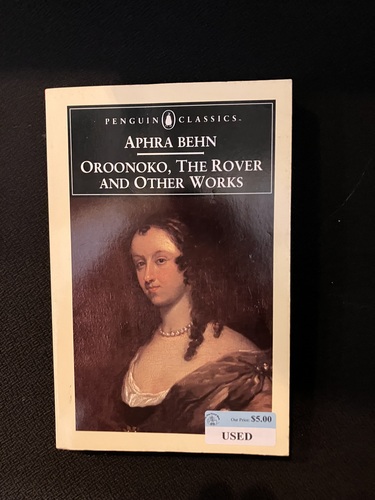 PENGUIN CLASSICS
APHRA BEHN
OROONOKO, THE ROVER
AND OTHER WORKS
Our Price: $5.00
USED